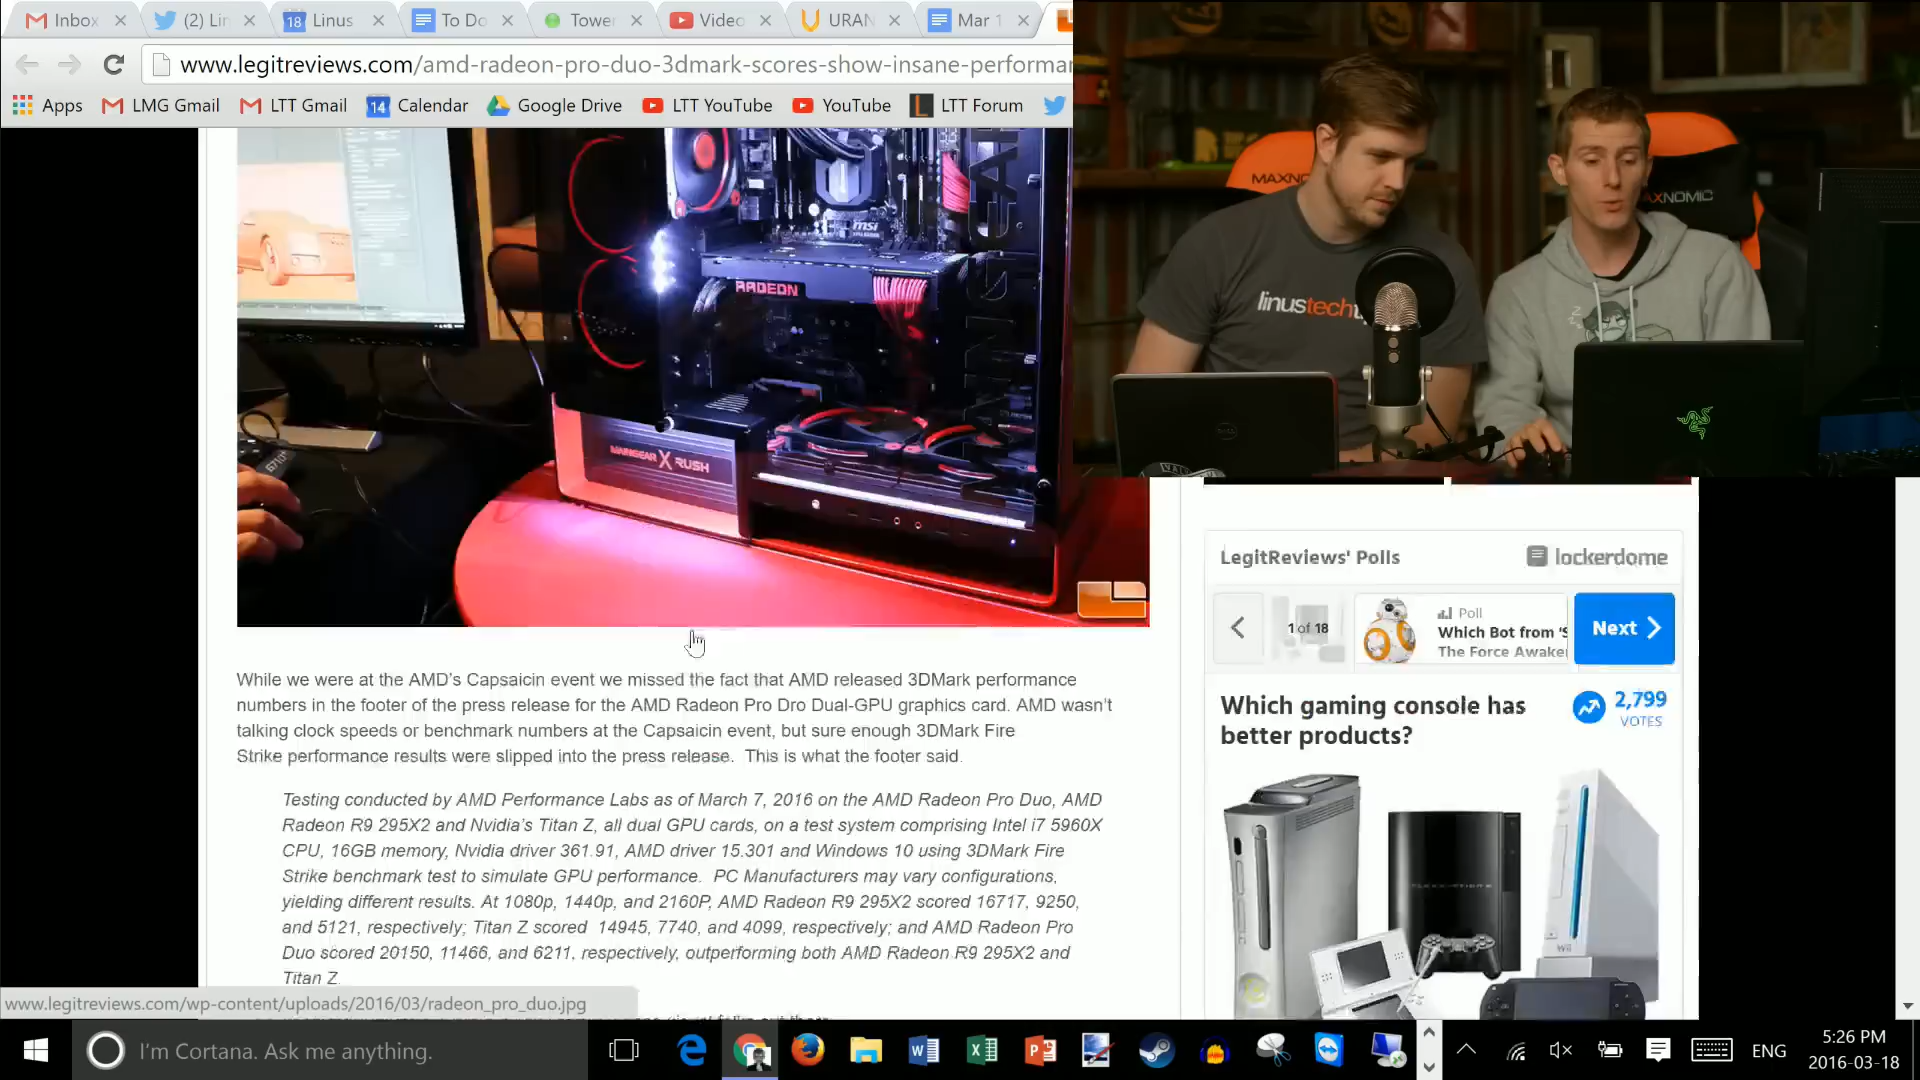 Inbox
(2) Lin
Linus
To Do
Tower
Video
URAN
Mar 1
www.legitreviews.com/amd-radeon-pro-duo-3dmark-scores-show-insane-performa
Apps
LMG Gmail
LTT Gmail
14
Calendar
Google Drive
LTT YouTube
YouTube
LTT Forum
18
MAXNOMIC
MAXNOMIC
linustech
msi
RADEON
MAINGEAR X RUSH
LegitReviews' Polls
lockerdome
1 of 18
Poll
Which Bot from 'S
The Force Awake
Next
Which gaming console has
better products?
2,799
VOTES
Wii
While we were at the AMD's Capsaicin event we missed the fact that AMD released 3DMark performance
numbers in the footer of the press release for the AMD Radeon Pro Dro Dual-GPU graphics card. AMD wasn't
talking clock speeds or benchmark numbers at the Capsaicin event, but sure enough 3DMark Fire
Strike performance results were slipped into the press release.  This is what the footer said.
Testing conducted by AMD Performance Labs as of March 7, 2016 on the AMD Radeon Pro Duo, AMD
Radeon R9 295X2 and Nvidia's Titan Z, all dual GPU cards, on a test system comprising Intel i7 5960X
CPU, 16GB memory, Nvidia driver 361.91, AMD driver 15.301 and Windows 10 using 3DMark Fire
Strike benchmark test to simulate GPU performance.  PC Manufacturers may vary configurations,
yielding different results. At 1080p, 1440p, and 2160P, AMD Radeon R9 295X2 scored 16717, 9250,
and 5121, respectively; Titan Z scored  14945, 7740, and 4099, respectively; and AMD Radeon Pro
Duo scored 20150, 11466, and 6211, respectively, outperforming both AMD Radeon R9 295X2 and
Titan Z.
www.legitreviews.com/wp-content/uploads/2016/03/radeon_pro_duo.jpg
I'm Cortana. Ask me anything.
ENG
5:26 PM
2016-03-18